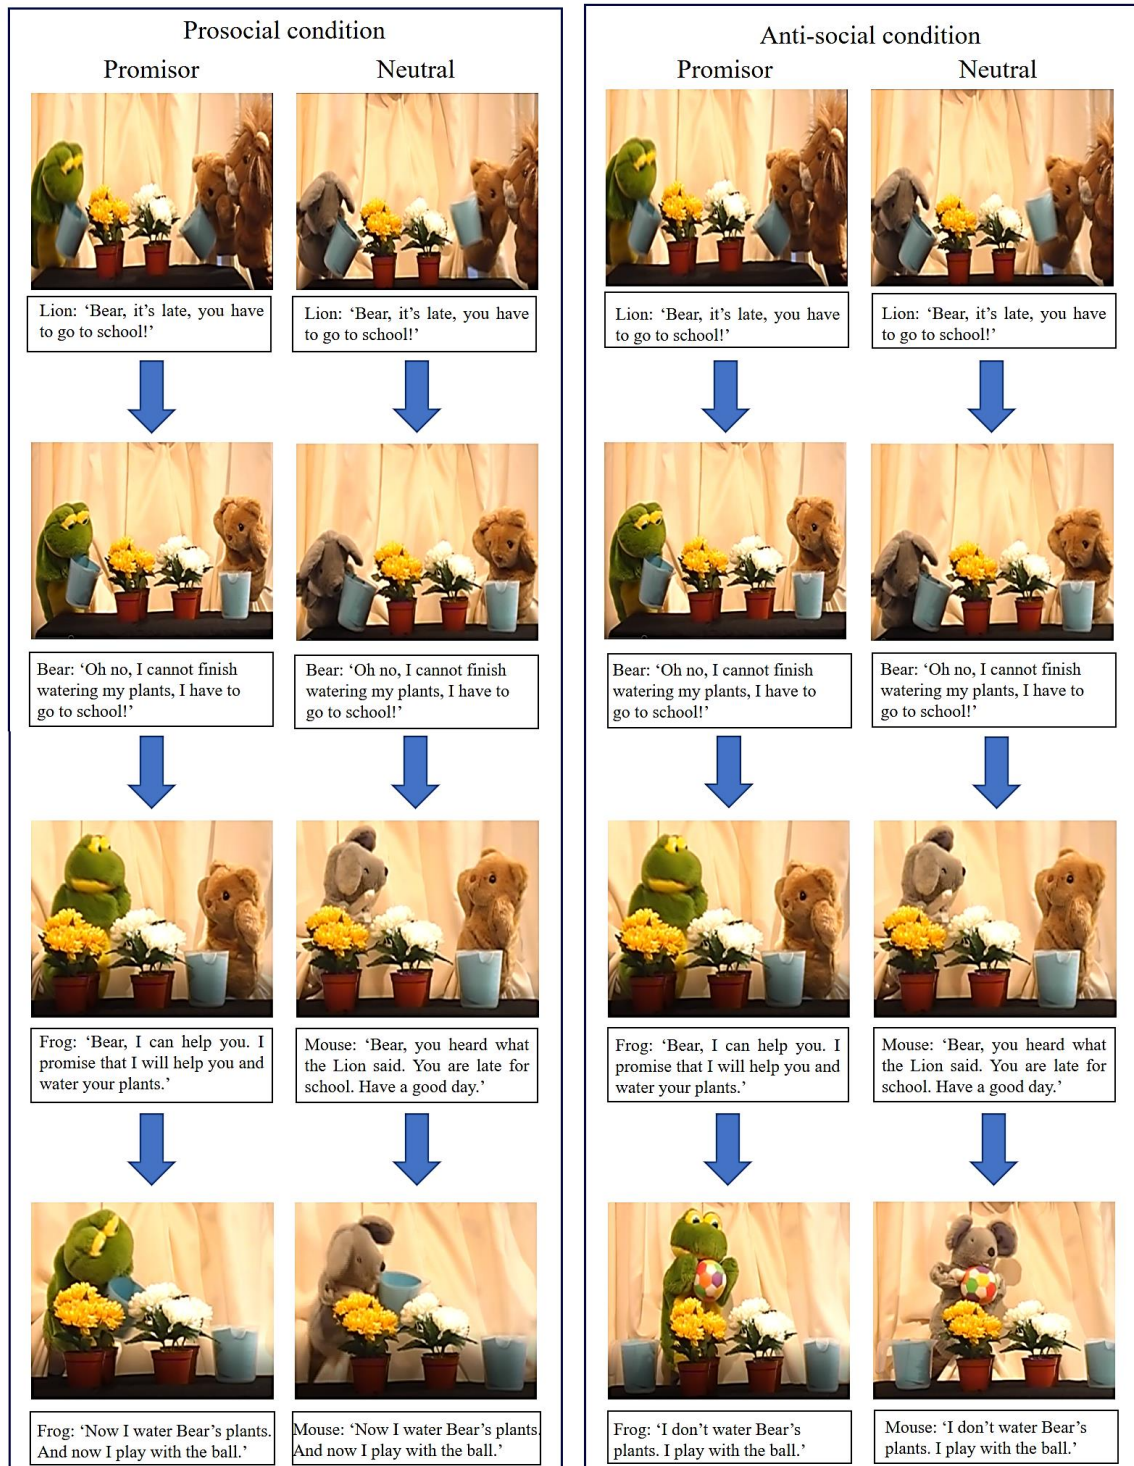 Prosocial condition
Promisor
Neutral
Lion: ‘Bear, it’s late, you have
to go to school!’
Lion: ‘Bear, it’s late, you have
to go to school!’
Bear: ‘Oh no, I cannot finish
watering my plants, I have to
go to school!’
Bear: ‘Oh no, I cannot finish
watering my plants, I have to
go to school!’
Frog: ‘Bear, I can help you. I
promise that I will help you and
water your plants.’
Mouse: ‘Bear, you heard what
the Lion said. You are late for
school. Have a good day.’
Frog: ‘Now I water Bear’s plants.
And now I play with the ball.’
Mouse: ‘Now I water Bear’s plants.
And now I play with the ball.’
Anti-social condition
Promisor
Neutral
Lion: ‘Bear, it’s late, you have
to go to school!’
Lion: ‘Bear, it’s late, you have
to go to school!’
Bear: ‘Oh no, I cannot finish
watering my plants, I have to
go to school!’
Bear: ‘Oh no, I cannot finish
watering my plants, I have to
go to school!’
Frog: ‘Bear, I can help you. I
promise that I will help you and
water your plants.’
Mouse: ‘Bear, you heard what
the Lion said. You are late for
school. Have a good day.’
Frog: ‘I don’t water Bear’s
plants. I play with the ball.’
Mouse: ‘I don’t water Bear’s
plants. I play with the ball.’